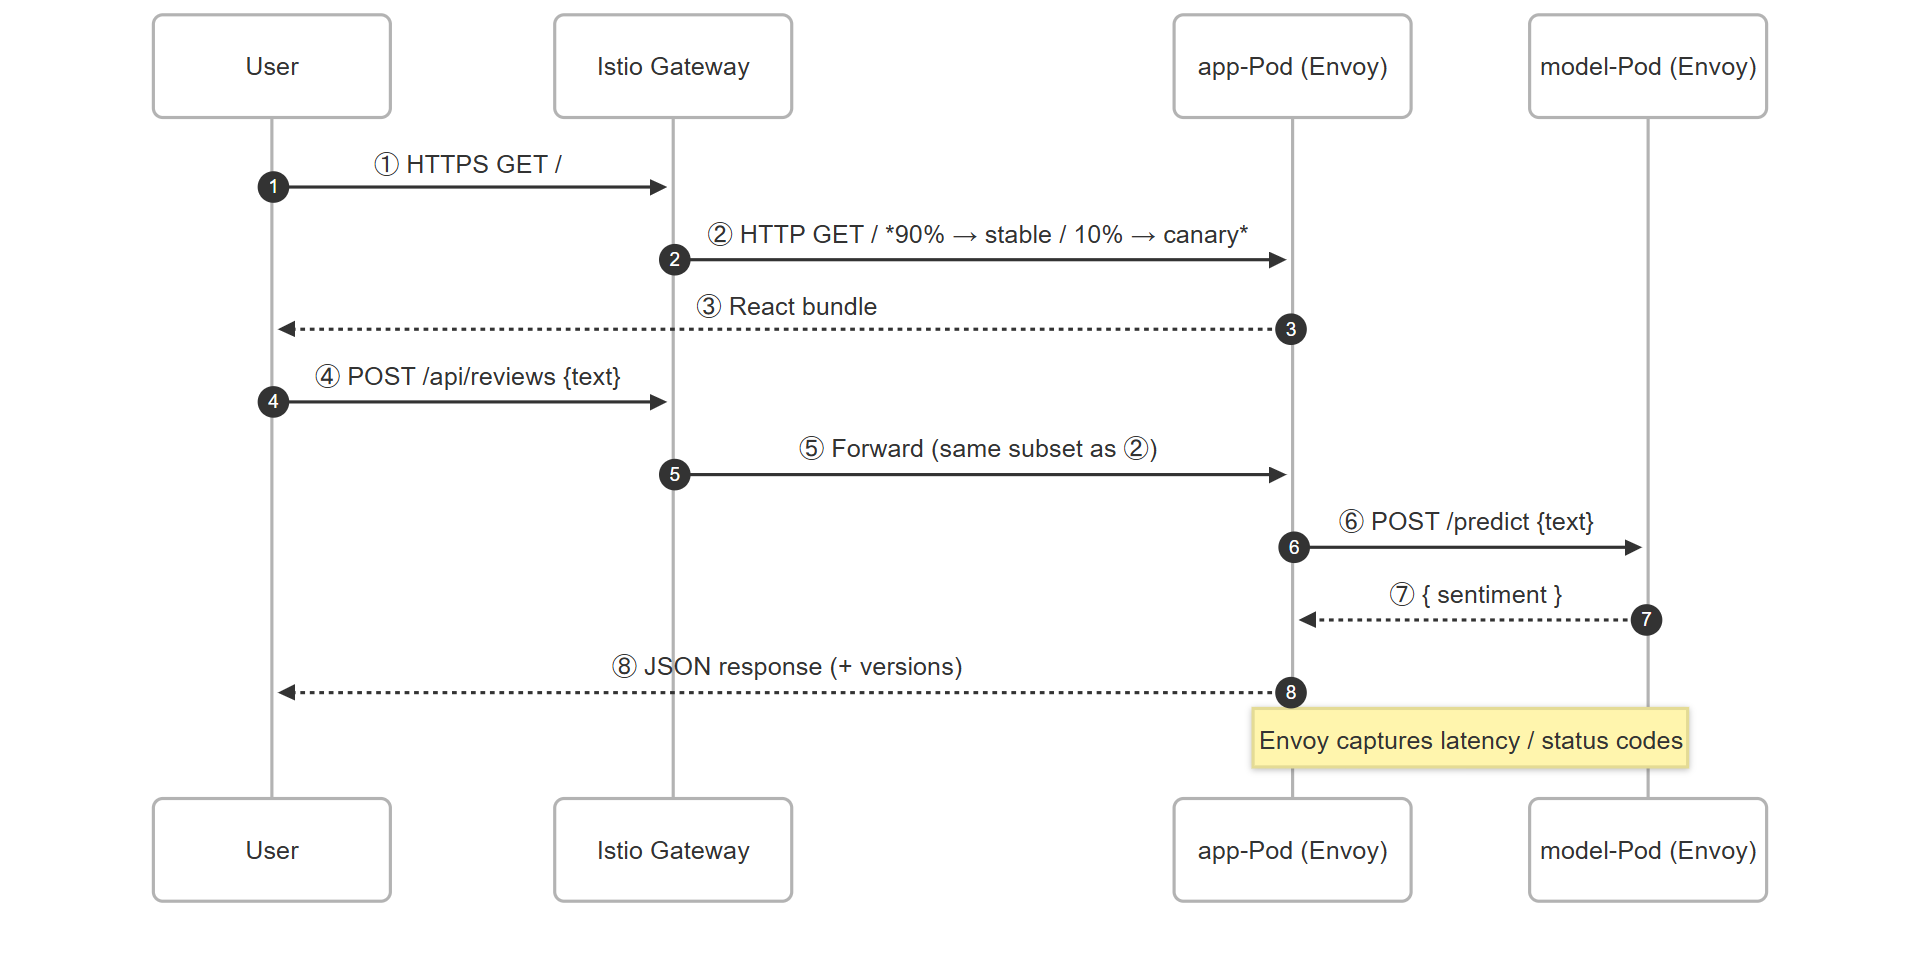 User
Istio Gateway
app-Pod (Envoy)
model-Pod (Envoy)
① HTTPS GET /
1
② HTTP GET / *90% → stable / 10% → canary*
2
③ React bundle
3
④ POST /api/reviews {text}
4
⑤ Forward (same subset as ②)
5
⑥ POST /predict {text}
6
⑦ { sentiment }
7
⑧ JSON response (+ versions)
8
Envoy captures latency / status codes
User
Istio Gateway
app-Pod (Envoy)
model-Pod (Envoy)